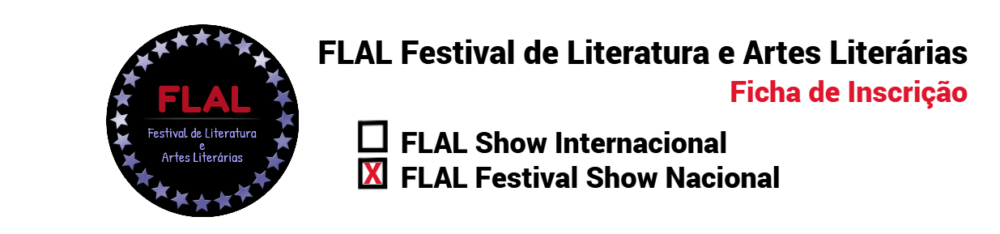 FLAL
Festival de Literatura
e
Artes Literárias
FLAL Festival de Literatura e Artes Literárias
Ficha de Inscrição
FLAL Show Internacional
X FLAL Festival Show Nacional